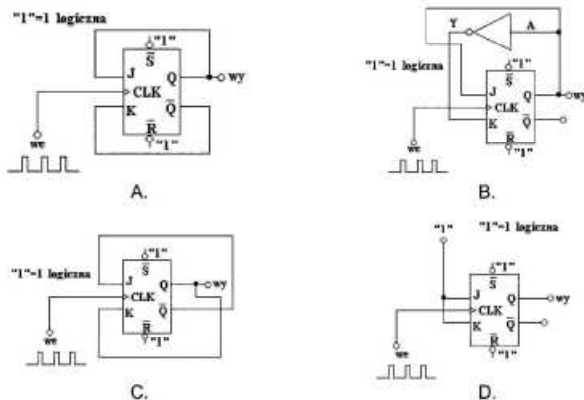 "1"=1 logiczna
"1"
S̅
J
Q
wy
CLK
K
Q̅
R̅
"1"
we
A.
Y
A
"1"=1 logiczna
"1"
S̅
J
Q
wy
CLK
K
Q̅
R̅
"1"
we
B.
"1"=1 logiczna
"1"
S̅
J
Q
wy
CLK
K
Q̅
R̅
"1"
we
C.
"1"
"1"=1 logiczna
"1"
S̅
J
Q
wy
CLK
K
Q̅
R̅
"1"
we
D.